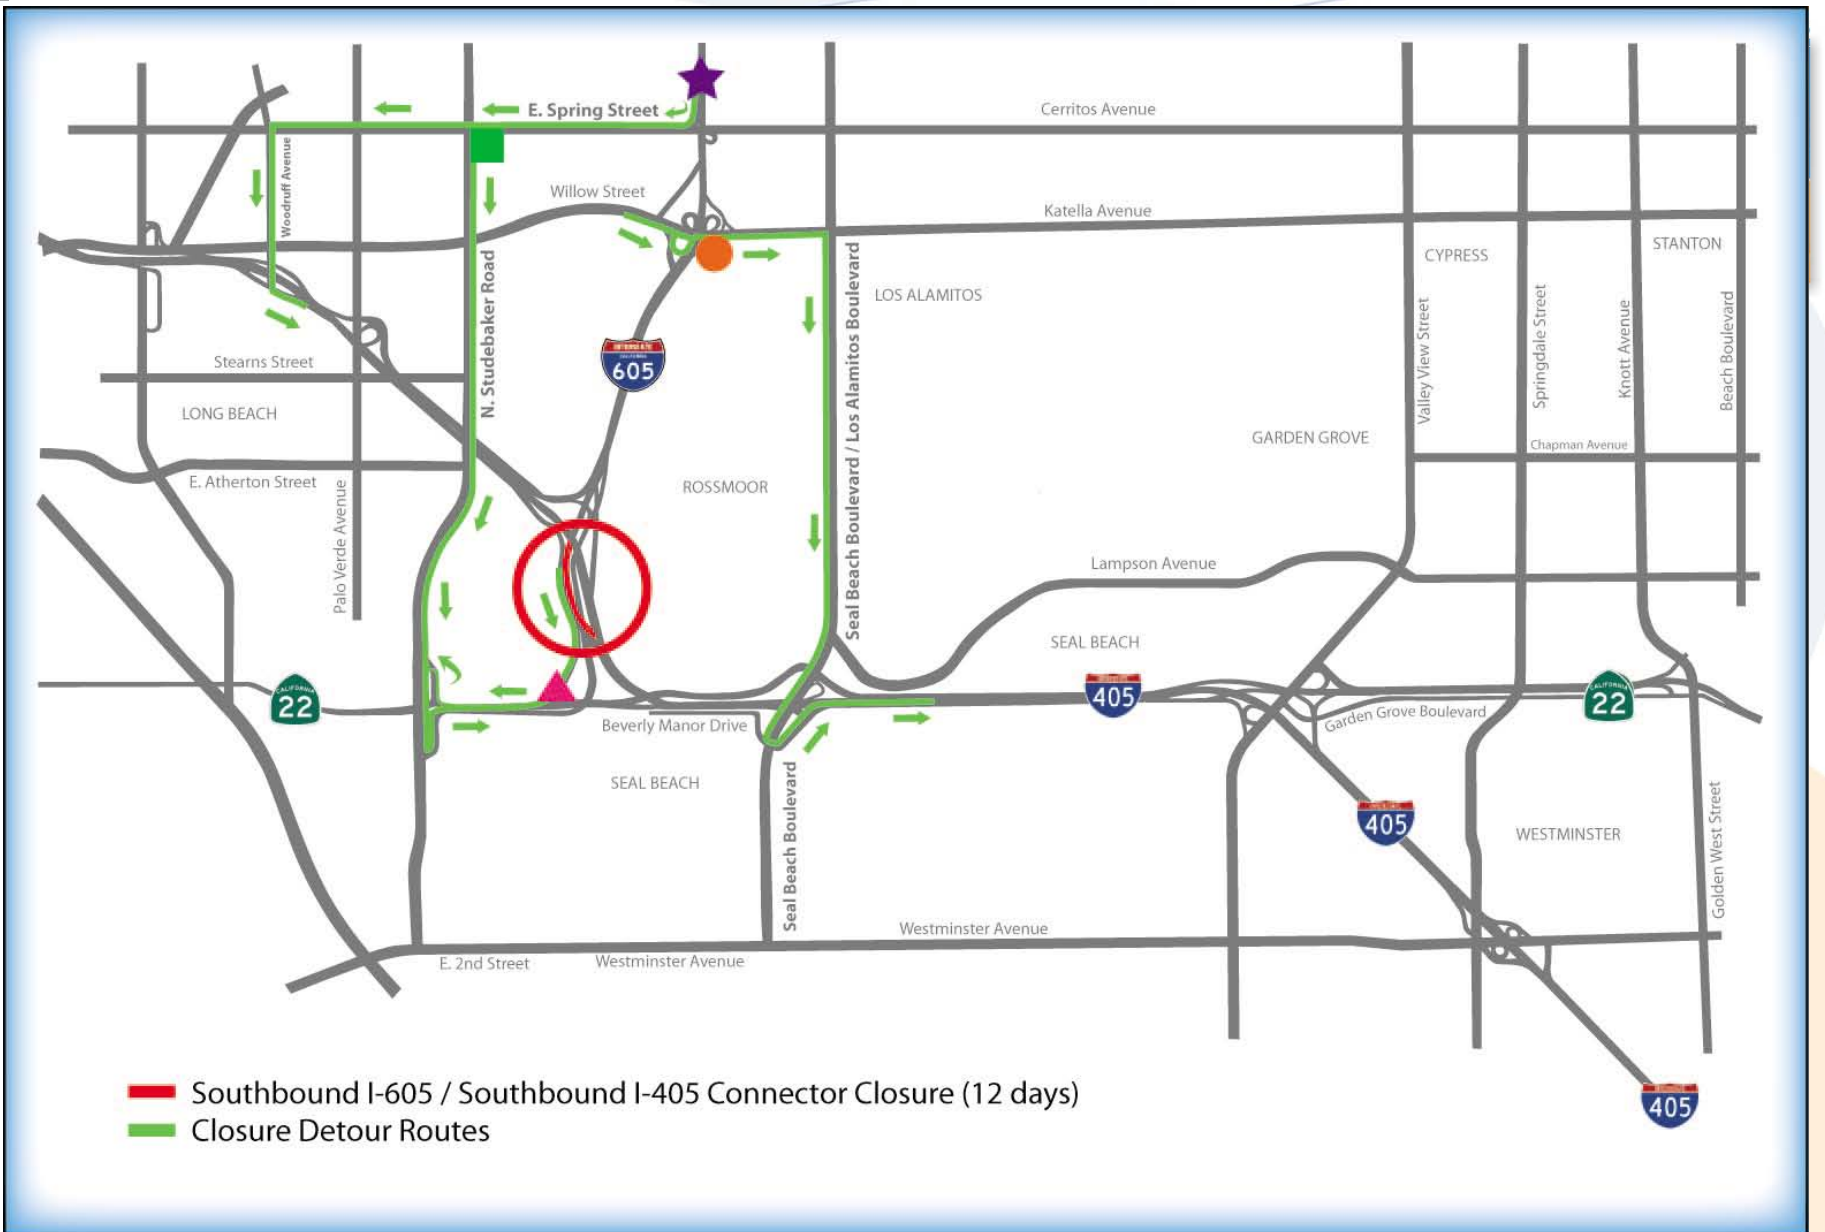 E. Spring Street
Cerritos Avenue
Woodruff Avenue
Willow Street
Katella Avenue
STANTON
CYPRESS
N. Studebaker Road
Seal Beach Boulevard / Los Alamitos Boulevard
LOS ALAMITOS
Valley View Street
Springdale Street
Knott Avenue
Beach Boulevard
Stearns Street
605
LONG BEACH
GARDEN GROVE
Chapman Avenue
E. Atherton Street
Palo Verde Avenue
ROSSMOOR
Lampson Avenue
SEAL BEACH
CALIFORNIA
22
405
CALIFORNIA
22
Garden Grove Boulevard
Beverly Manor Drive
SEAL BEACH
Seal Beach Boulevard
405
WESTMINSTER
Golden West Street
Westminster Avenue
E. 2nd Street
Westminster Avenue
405
Southbound I-605 / Southbound I-405 Connector Closure (12 days)
Closure Detour Routes